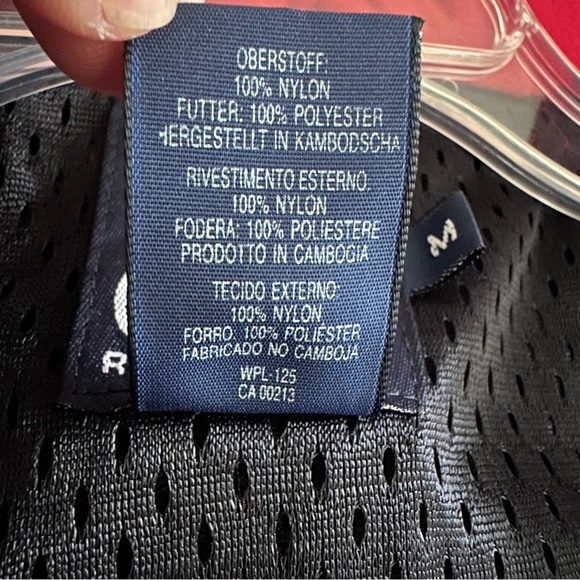 OBERSTOFF:
100% NYLON
FUTTER: 100% POLYESTER
HERGESTELLT IN KAMBODSCHA
RIVESTIMENTO ESTERNO:
100% NYLON
FODERA: 100% POLIESTERE
PRODOTTO IN CAMBOGIA
TECIDO EXTERNO:
100% NYLON
FORRO: 100% POLIÉSTER
FABRICADO NO CAMBOJA
WPL-125
CA 00213
M
R